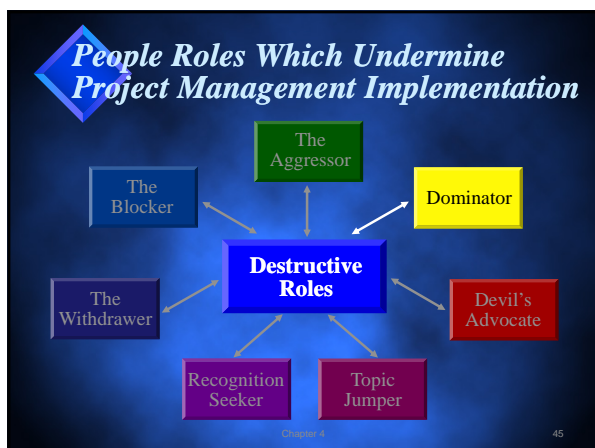 People Roles Which Undermine
Project Management Implementation
The
Aggressor
The
Blocker
Dominator
Destructive
Roles
The
Withdrawer
Devil's
Advocate
Recognition
Seeker
Topic
Jumper
Chapter 4
45